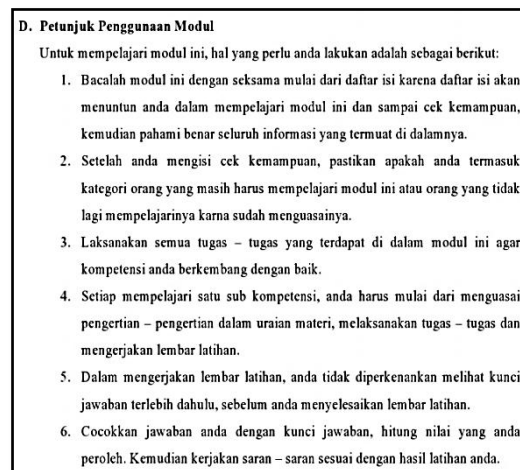 D. Petunjuk Penggunaan Modul
Untuk mempelajari modul ini, hal yang perlu anda lakukan adalah sebagai berikut:
1. Bacalah modul ini dengan seksama mulai dari daftar isi karena daftar isi akan
menuntun anda dalam mempelajari modul ini dan sampai cek kemampuan,
kemudian pahami benar seluruh informasi yang termuat di dalamnya.
2. Setelah anda mengisi cek kemampuan, pastikan apakah anda termasuk
kategori orang yang masih harus mempelajari modul ini atau orang yang tidak
lagi mempelajarinya karna sudah menguasainya.
3. Laksanakan semua tugas – tugas yang terdapat di dalam modul ini agar
kompetensi anda berkembang dengan baik.
4. Setiap mempelajari satu sub kompetensi, anda harus mulai dari menguasai
pengertian – pengertian dalam uraian materi, melaksanakan tugas – tugas dan
mengerjakan lembar latihan.
5. Dalam mengerjakan lembar latihan, anda tidak diperkenankan melihat kunci
jawaban terlebih dahulu, sebelum anda menyelesaikan lembar latihan.
6. Cocokkan jawaban anda dengan kunci jawaban, hitung nilai yang anda
peroleh. Kemudian kerjakan saran – saran sesuai dengan hasil latihan anda.